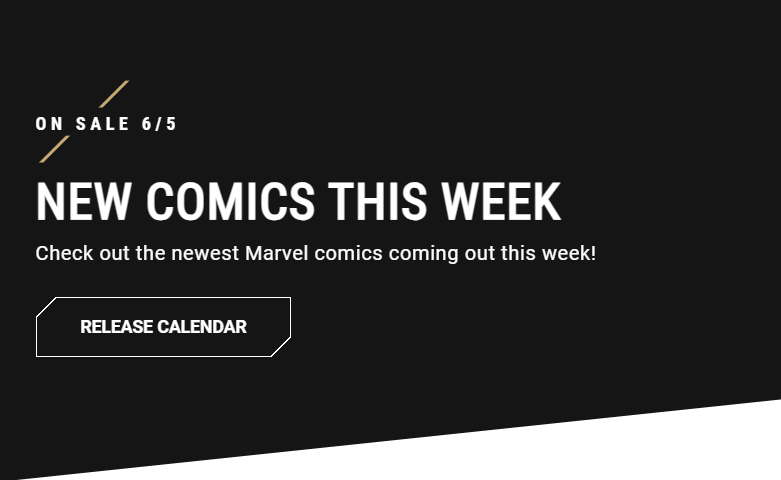 ON SALE 6/5
NEW COMICS THIS WEEK
Check out the newest Marvel comics coming out this week!
RELEASE CALENDAR